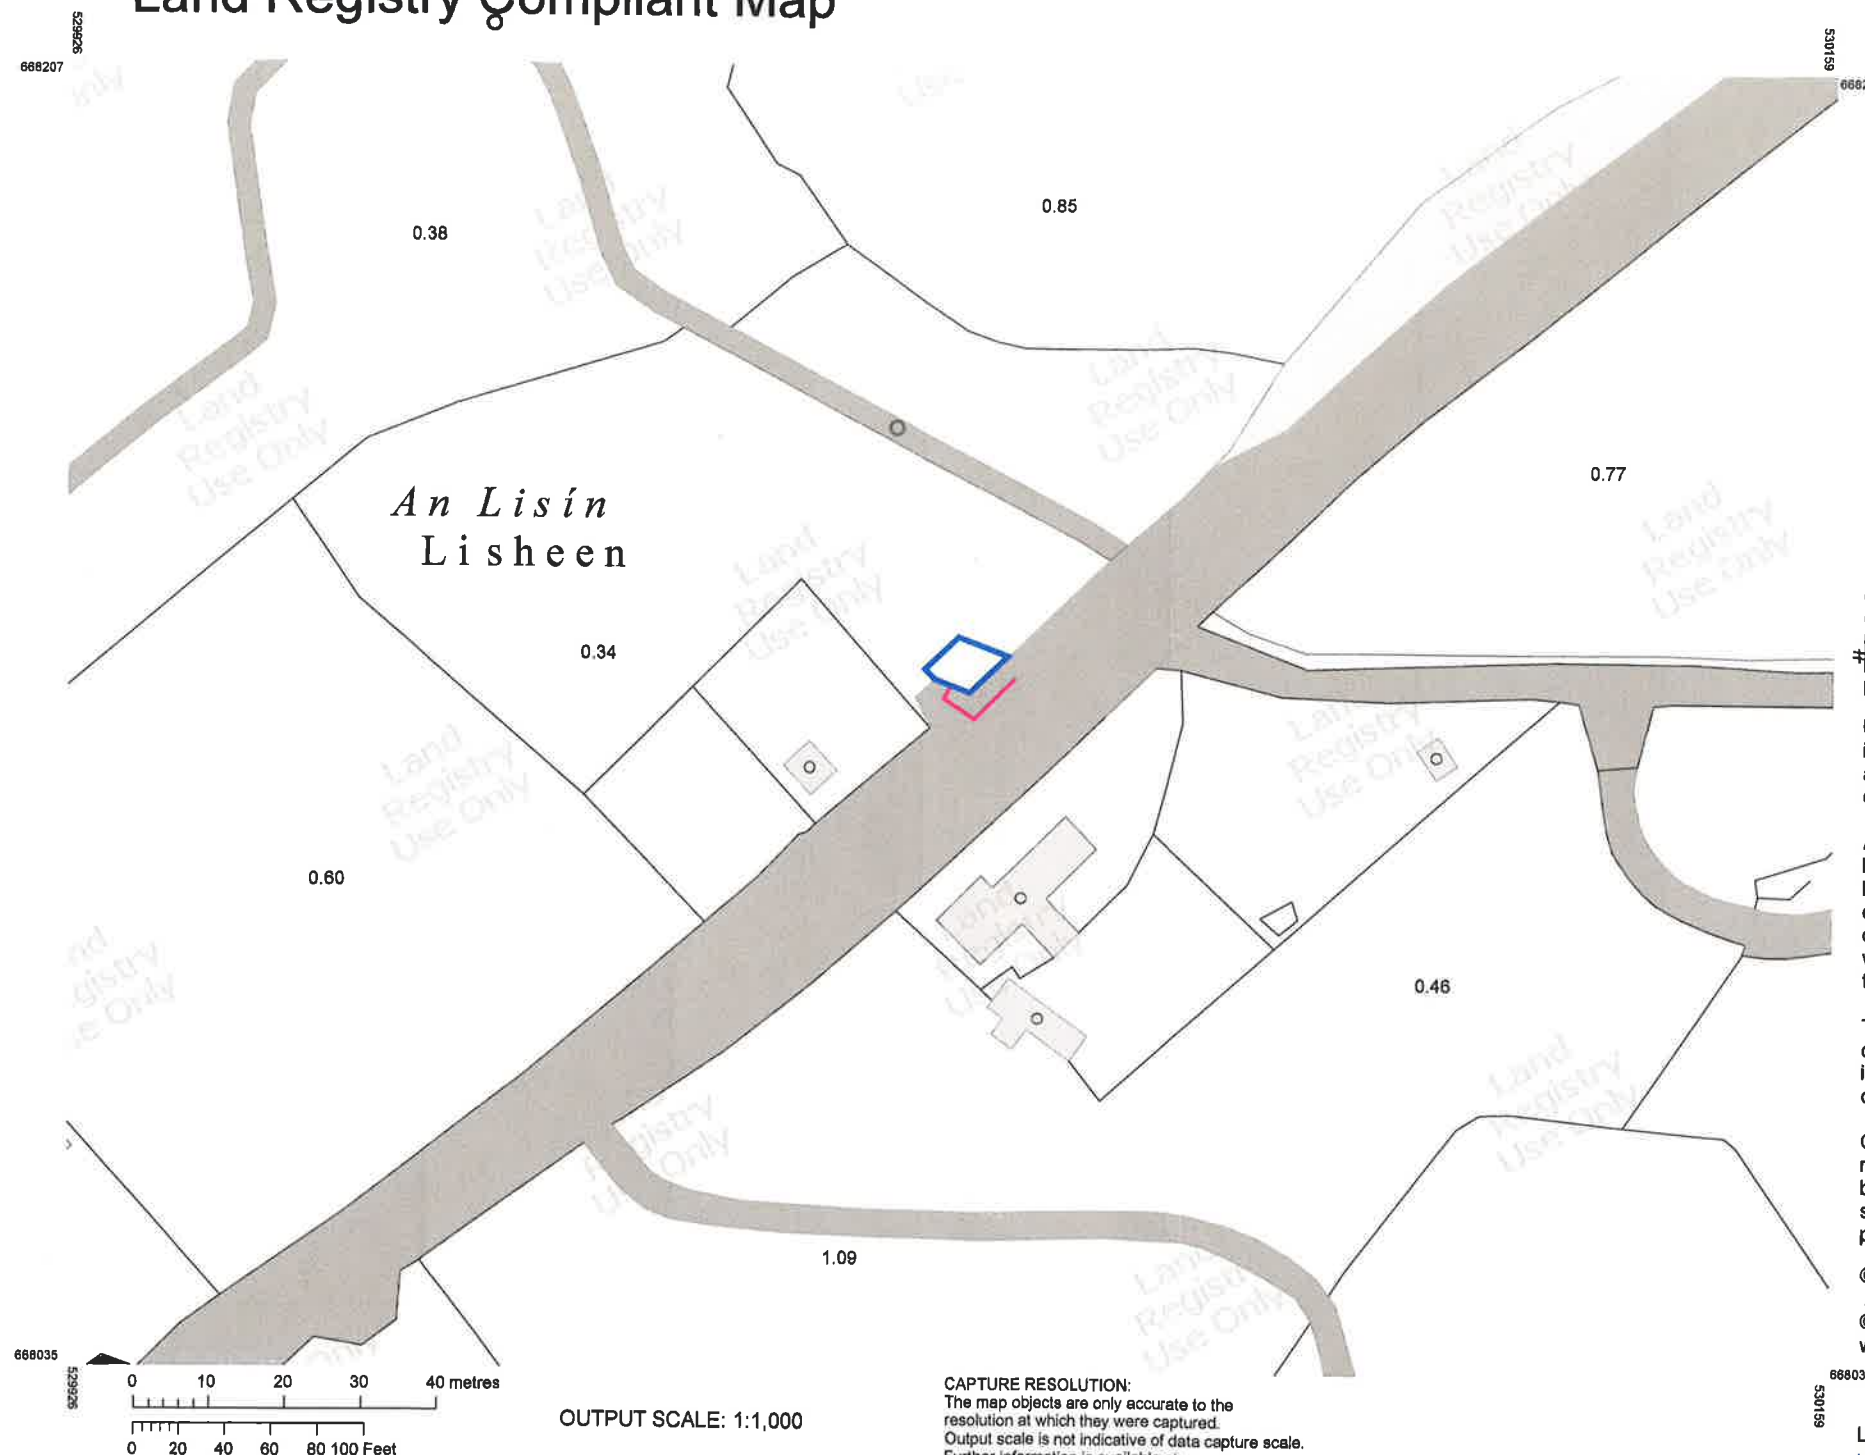 Land Registry Compliant Map
529926
530159
668207
0.38
0.85
0.77
An Lisín
Lisheen
0.34
0.60
0.46
1.09
Land
Registry
Use Only
668035
529926
530159
0 10 20 30 40 metres
0 20 40 60 80 100 Feet
OUTPUT SCALE: 1:1,000
CAPTURE RESOLUTION:
The map objects are only accurate to the
resolution at which they were captured.
Output scale is not indicative of data capture scale.